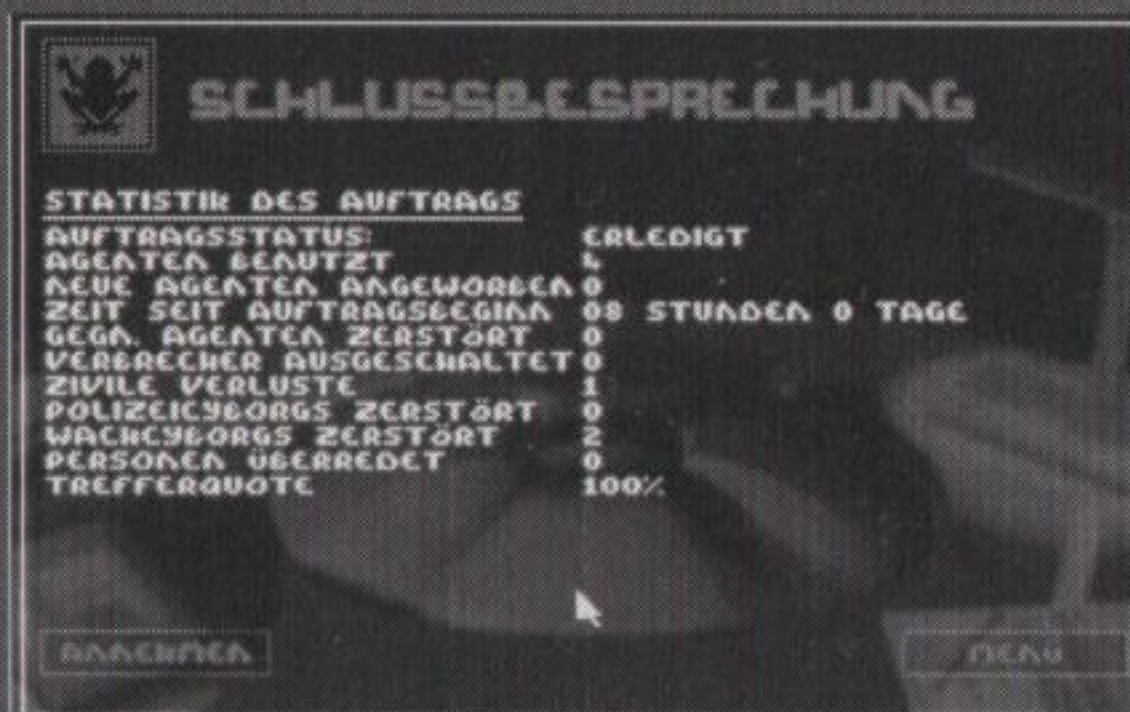 SCHLUSSBESPRECHUNG
STATISTIK DES AUFTRAGS
AUFTRAGSSTATUS: ERLEDIGT
AGENTEN BENUTZT 4
NEUE AGENTEN ANGEWORBEN 0
ZEIT SEIT AUFTRAGSBEGINN 08 STUNDEN 0 TAGE
GEGN. AGENTEN ZERSTÖRT 0
VERBRECHER AUSGESCHALTET 0
ZIVILE VERLUSTE 1
POLIZEICYBORGS ZERSTÖRT 0
WACHCYBORGS ZERSTÖRT 2
PERSONEN ÜBERREDET 0
TREFFERQUOTE 100%
ANNEHMEN MENU